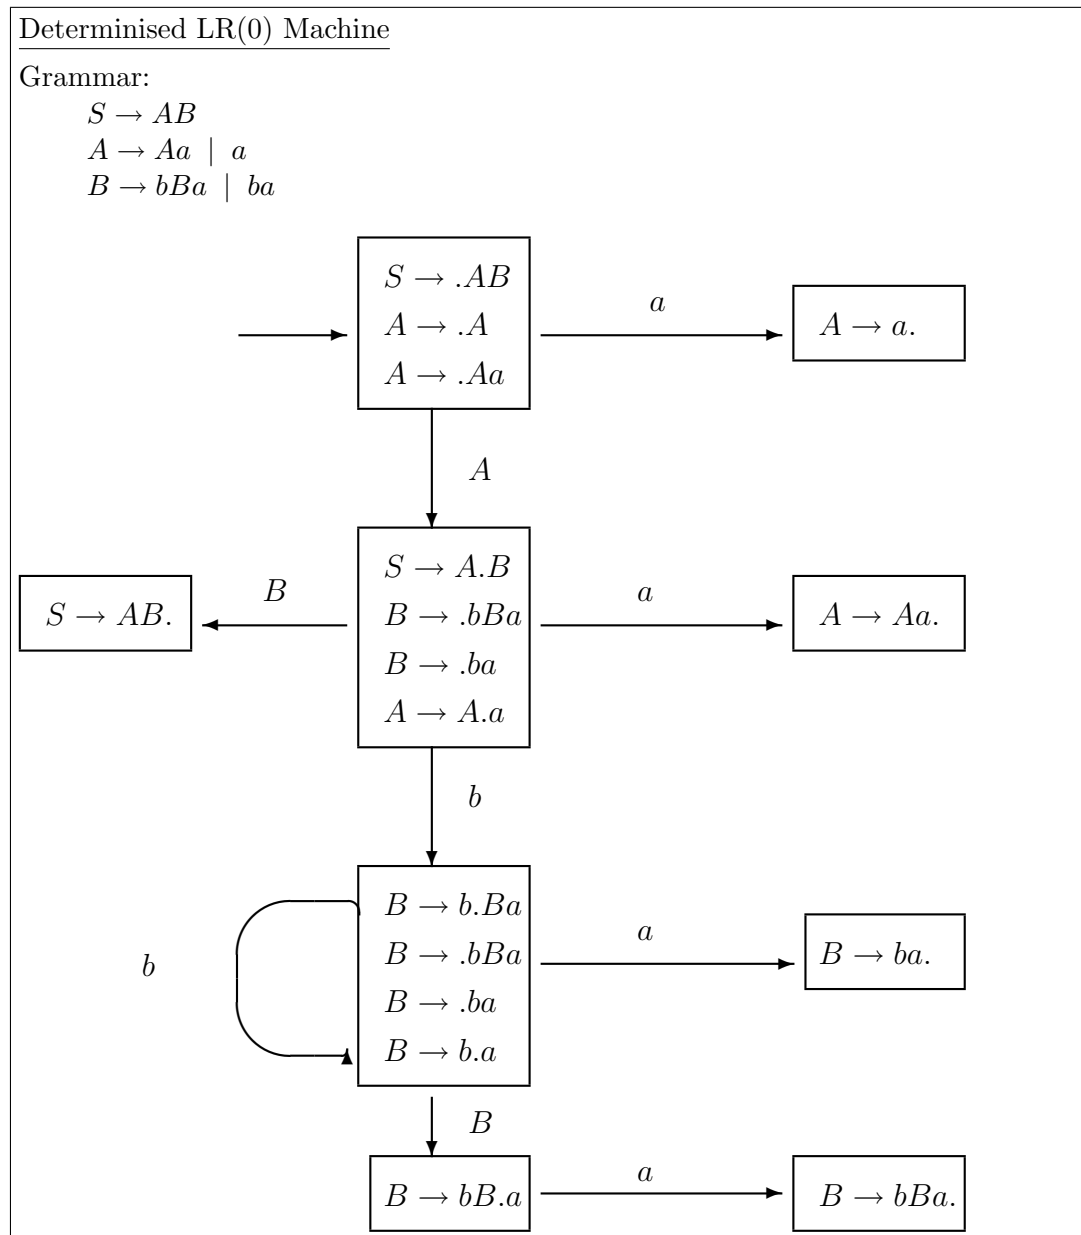 Determinised LR(0) Machine
Grammar:
S → AB
A → Aa | a
B → bBa | ba
S → .AB
A → .A
A → .Aa
a
A → a.
A
S → A.B
B → .bBa
B → .ba
A → A.a
B
S → AB.
a
A → Aa.
b
B → b.Ba
B → .bBa
B → .ba
B → b.a
b
a
B → ba.
B
B → bB.a
a
B → bBa.